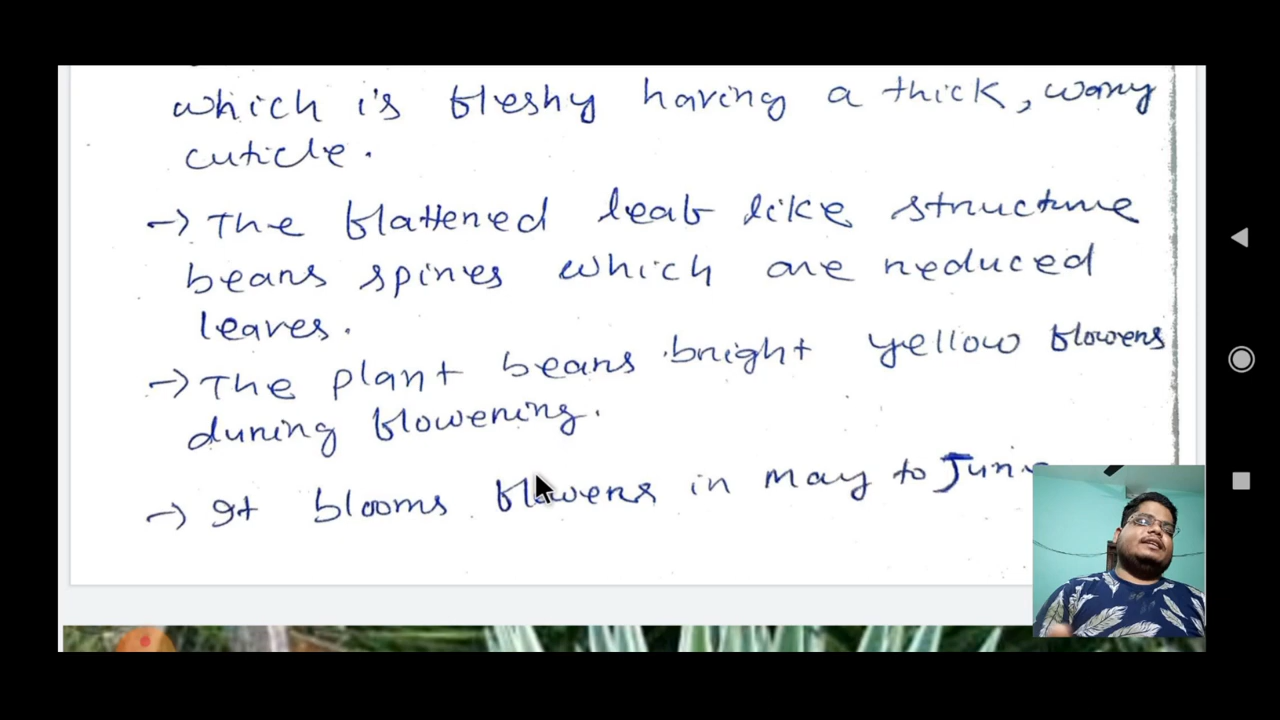 which is fleshy having a thick, waxy
cuticle.
→ The flattened leaf like structure
bears spines which are reduced
leaves.
→ The plant bears bright yellow flowers
during flowering.
→ It blooms flowers in may to June